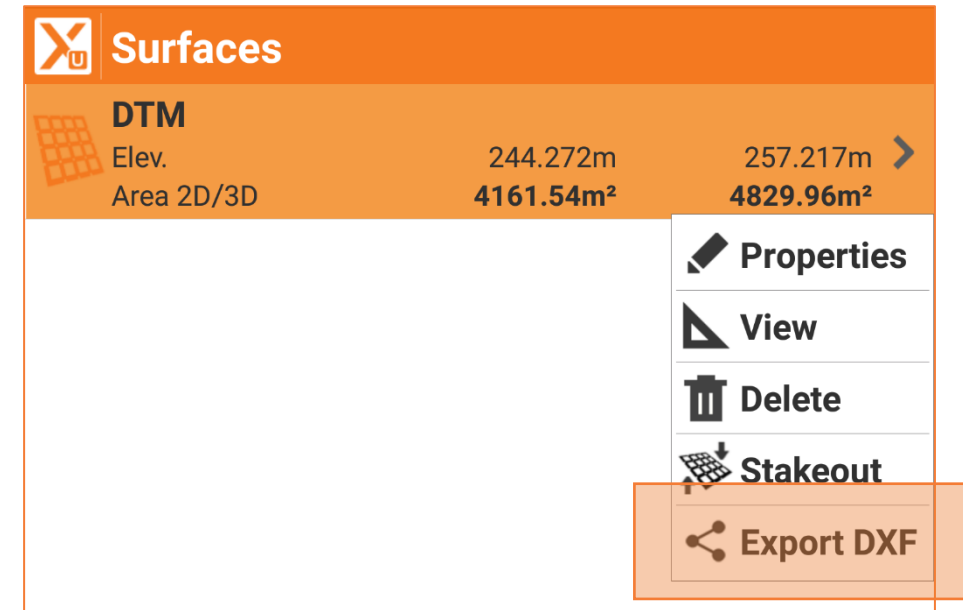 XU Surfaces
DTM
Elev. 244.272m 257.217m
Area 2D/3D 4161.54m² 4829.96m²
Properties
View
Delete
Stakeout
Export DXF